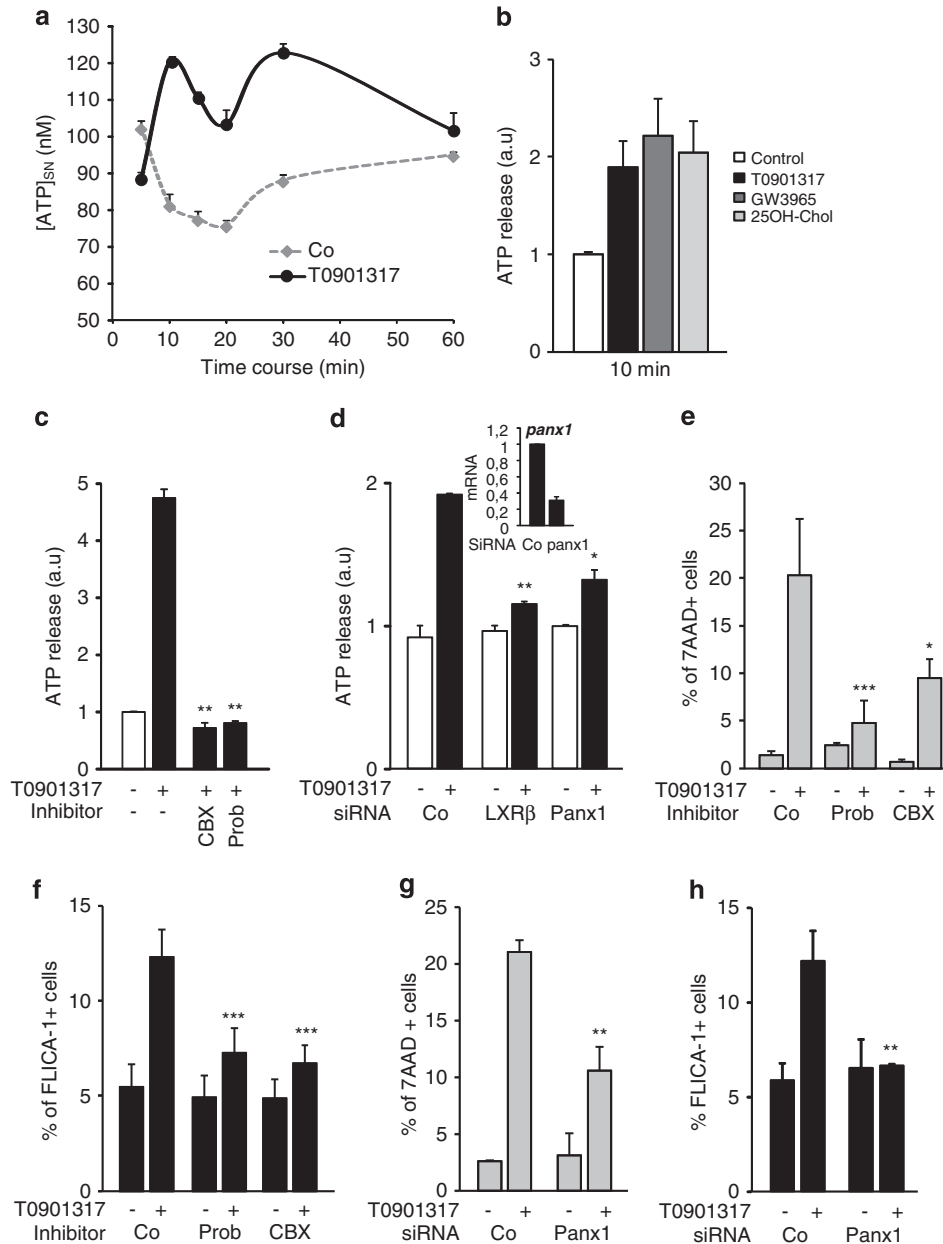 a
130
120
110
100
90
80
70
60
50
[ATP]SN (nM)
Co
T0901317
0 10 20 30 40 50 60
Time course (min)
b
3
2
1
0
ATP release (a.u)
10 min
Control
T0901317
GW3965
25OH-Chol
c
5
4
3
2
1
0
ATP release (a.u)
** **
T0901317 - + + +
Inhibitor - - CBX Prob
d
2
1
0
ATP release (a.u)
1,2
1
0,8
0,6
0,4
0,2
0
mRNA
panx1
SiRNA Co panx1
** *
T0901317 - + - + - +
siRNA Co LXRβ Panx1
e
30
25
20
15
10
5
0
% of 7AAD+ cells
*** *
T0901317 - + - + - +
Inhibitor Co Prob CBX
f
15
10
5
0
% of FLICA-1+ cells
*** ***
T0901317 - + - + - +
Inhibitor Co Prob CBX
g
25
20
15
10
5
0
% of 7AAD + cells
**
T0901317 - + - +
siRNA Co Panx1
h
15
10
5
0
% FLICA-1+ cells
**
T0901317 - + - +
siRNA Co Panx1